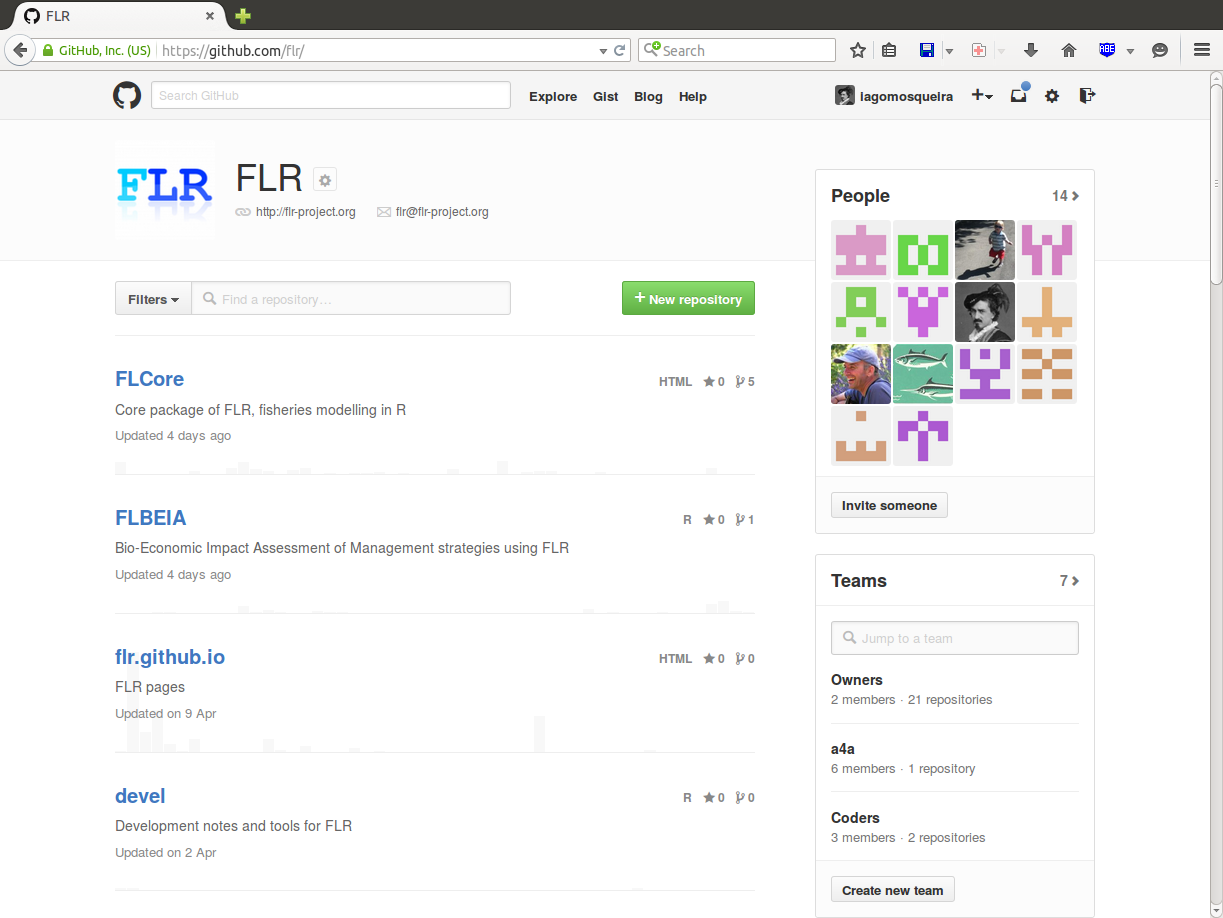 FLR
GitHub, Inc. (US) https://github.com/flr/ Search ABE
Search GitHub Explore Gist Blog Help iagomosqueira
FLR FLR
http://flr-project.org flr@flr-project.org
Filters Find a repository… + New repository
FLCore HTML 0 5
Core package of FLR, fisheries modelling in R
Updated 4 days ago
FLBEIA R 0 1
Bio-Economic Impact Assessment of Management strategies using FLR
Updated 4 days ago
flr.github.io HTML 0 0
FLR pages
Updated on 9 Apr
devel R 0 0
Development notes and tools for FLR
Updated on 2 Apr
People 14
Invite someone
Teams 7
Jump to a team
Owners
2 members · 21 repositories
a4a
6 members · 1 repository
Coders
3 members · 2 repositories
Create new team